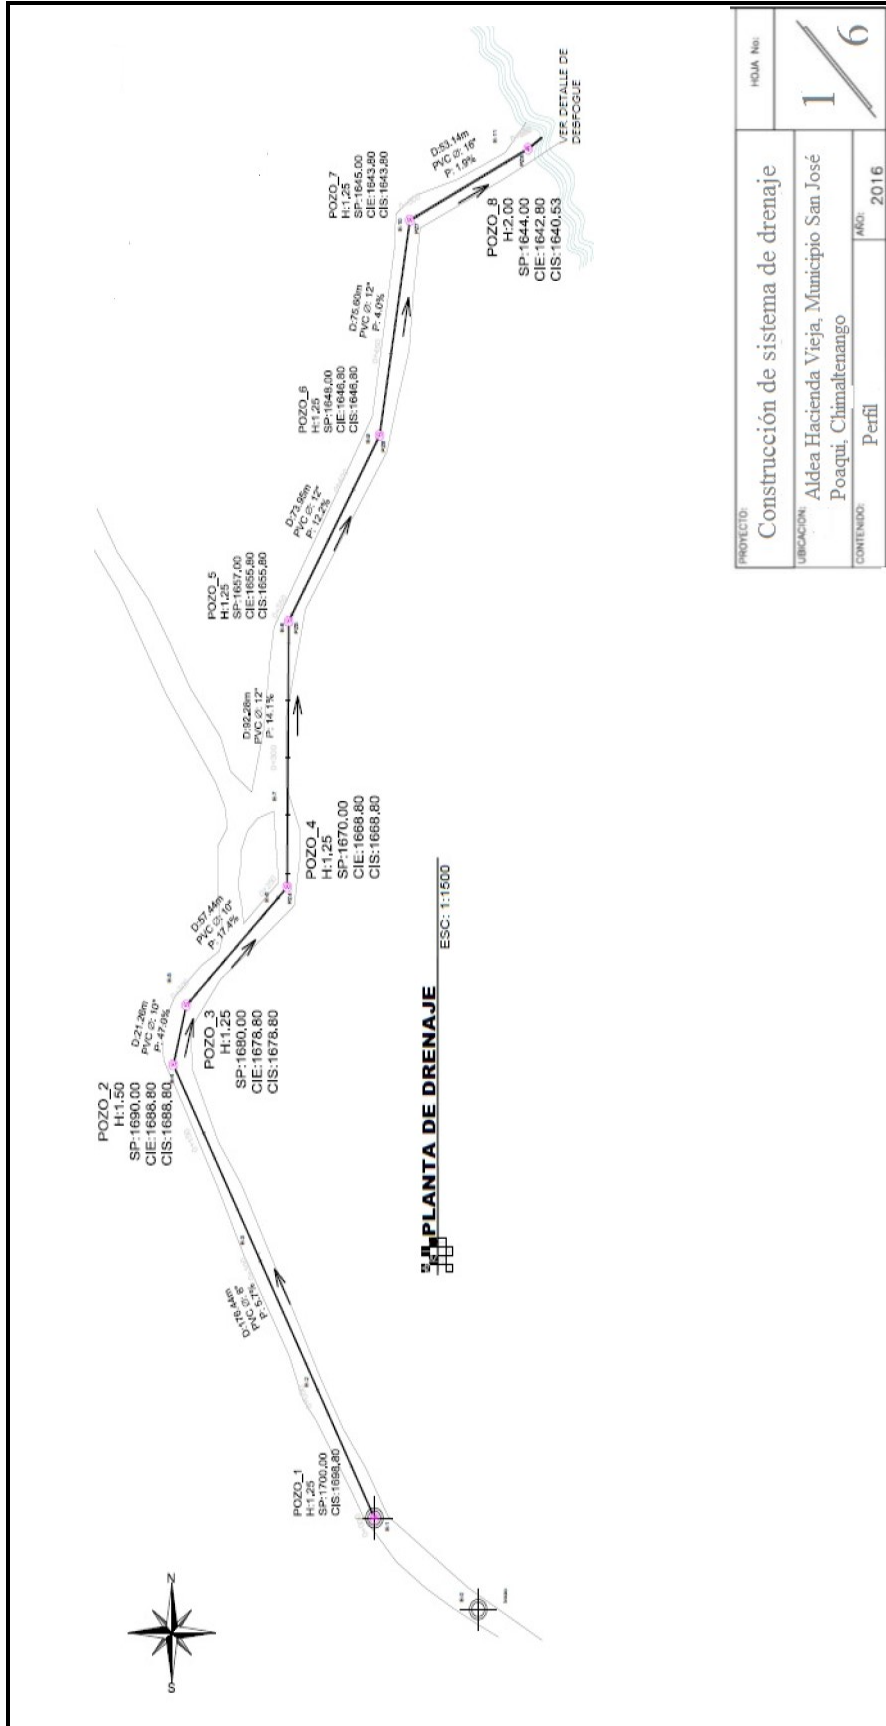 POZO_1
H:1.25
SP:1700.00
CIS:1698.80
D:176.44m
PVC Ø: 8"
P: 5.7%
POZO_2
H:1.50
SP:1690.00
CIE:1688.80
CIS:1688.80
D:21.26m
PVC Ø: 10"
P: 47.0%
POZO_3
H:1.25
SP:1680.00
CIE:1678.80
CIS:1678.80
D:57.44m
PVC Ø: 10"
P: 17.4%
POZO_4
H:1.25
SP:1670.00
CIE:1668.80
CIS:1668.80
D:92.28m
PVC Ø: 12"
P: 14.1%
POZO_5
H:1.25
SP:1657.00
CIE:1655.80
CIS:1655.80
D:73.95m
PVC Ø: 12"
P: 12.2%
POZO_6
H:1.25
SP:1648.00
CIE:1646.80
CIS:1646.80
D:75.60m
PVC Ø: 12"
P: 4.0%
POZO_7
H:1.25
SP:1645.00
CIE:1643.80
CIS:1643.80
D:53.14m
PVC Ø: 16"
P: 1.9%
POZO_8
H:2.00
SP:1644.00
CIE:1642.80
CIS:1640.53
VER DETALLE DE
DESFOGUE
S
N
PLANTA DE DRENAJE
ESC: 1:1500
PROYECTO:
Construcción de sistema de drenaje
UBICACION:
Aldea Hacienda Vieja, Municipio San José
Poaqui, Chimaltenango
CONTENIDO:
Perfil
AÑO:
2016
HOJA No:
1/6